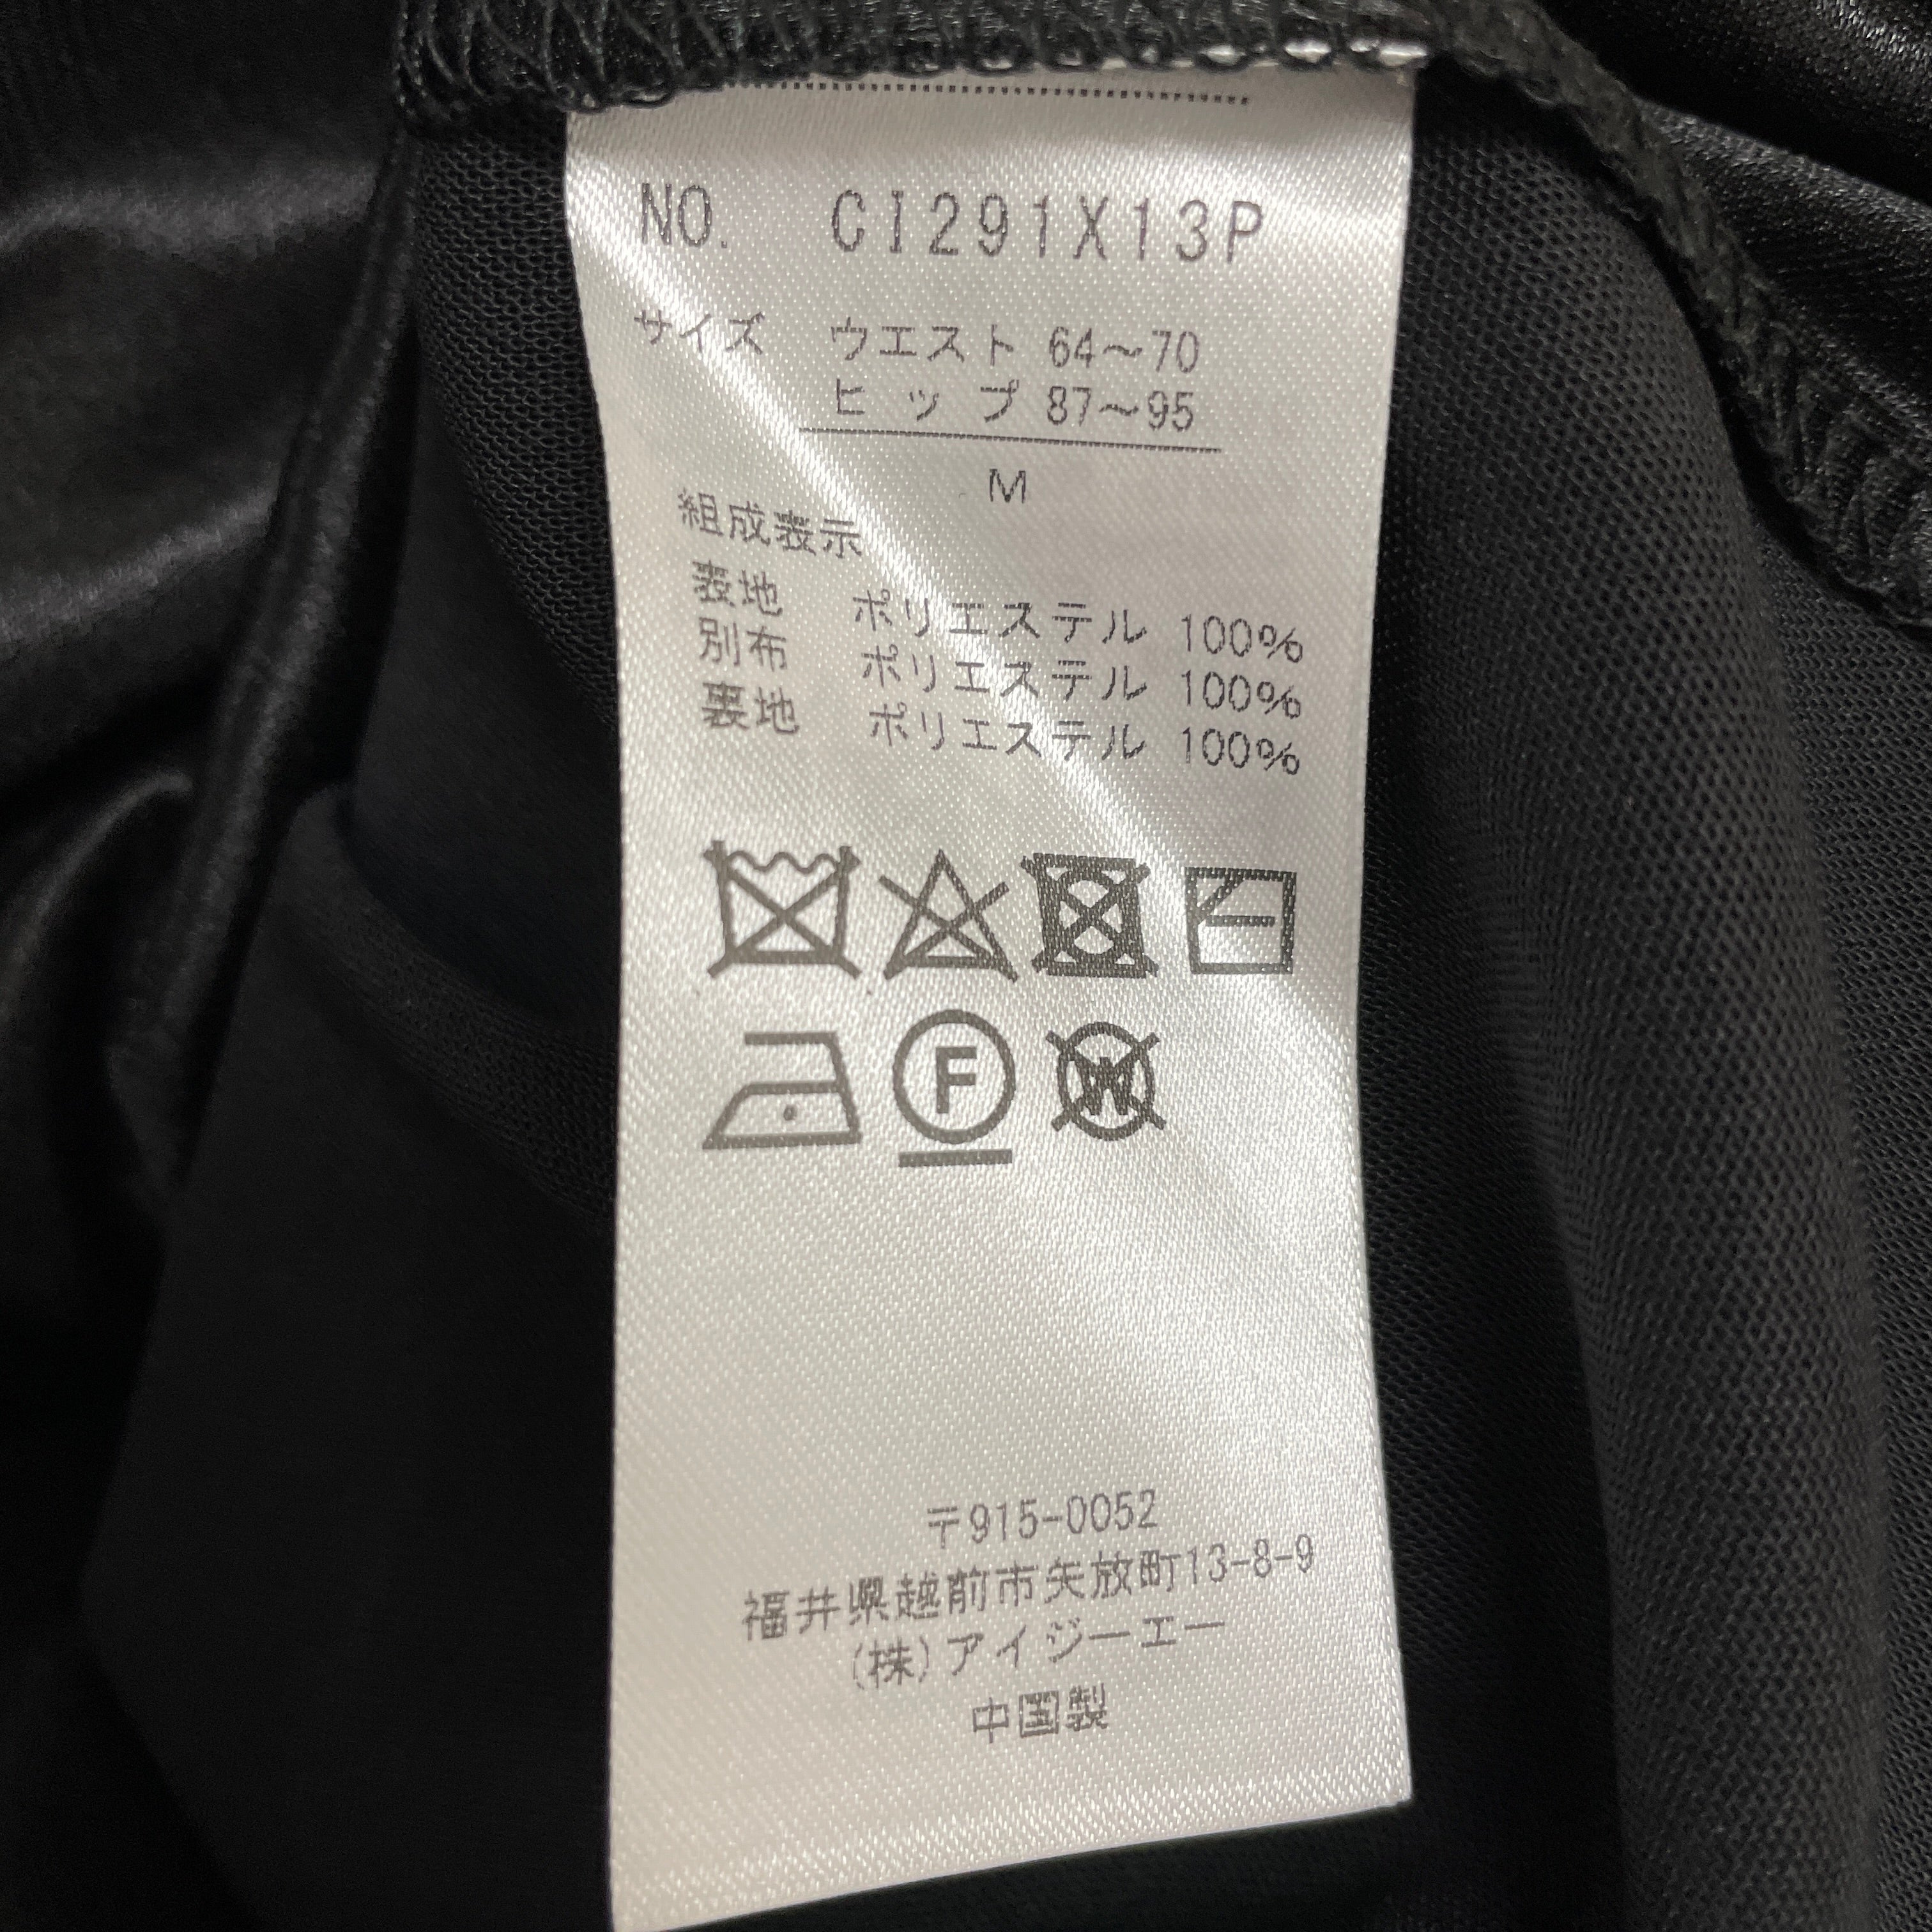 NO. CI291X13P
サイズ ウエスト 64～70
ヒップ 87～95
M
組成表示
表地 ポリエステル 100%
別布 ポリエステル 100%
裏地 ポリエステル 100%
F W
〒915-0052
福井県越前市矢放町13-8-9
(株)アイジーエー
中国製